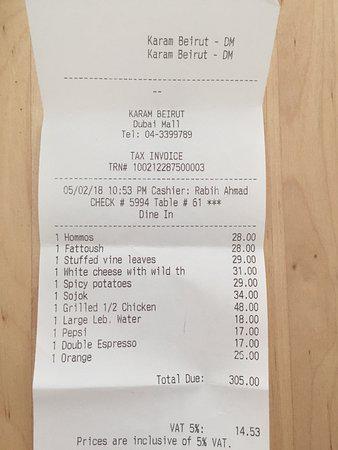 Karam Beirut - DM
Karam Beirut - DM
--
KARAM BEIRUT
Dubai Mall
Tel: 04-3399789
TAX INVOICE
TRN# 100212287500003
05/02/18 10:53 PM Cashier: Rabih Ahmad
CHECK # 5994 Table # 61 ***
Dine In
1 Hommos 28.00
1 Fattoush 28.00
1 Stuffed vine leaves 29.00
1 White cheese with wild th 31.00
1 Spicy potatoes 29.00
1 Sojok 34.00
1 Grilled 1/2 Chicken 48.00
1 Large Leb. Water 18.00
1 Pepsi 17.00
1 Double Espresso 17.00
1 Orange 26.00
Total Due: 305.00
VAT 5%: 14.53
Prices are inclusive of 5% VAT.